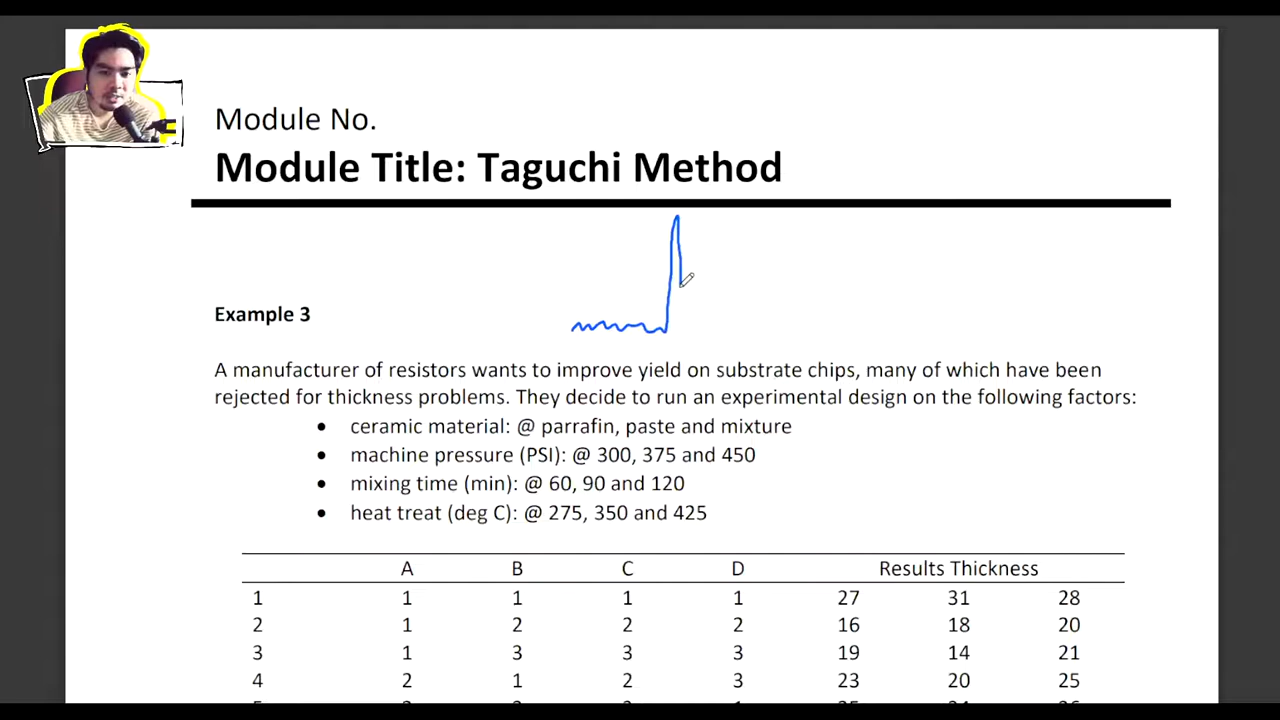 Module No.
Module Title: Taguchi Method
Example 3
A manufacturer of resistors wants to improve yield on substrate chips, many of which have been
rejected for thickness problems. They decide to run an experimental design on the following factors:
• ceramic material: @ parrafin, paste and mixture
• machine pressure (PSI): @ 300, 375 and 450
• mixing time (min): @ 60, 90 and 120
• heat treat (deg C): @ 275, 350 and 425
A B C D Results Thickness
1 1 1 1 1 27 31 28
2 1 2 2 2 16 18 20
3 1 3 3 3 19 14 21
4 2 1 2 3 23 20 25